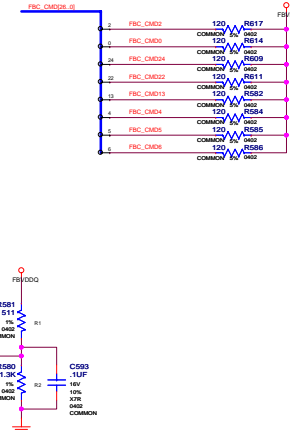 FBC_CMD[26..0]
FBV
2 FBC_CMD2 120 R617
COMMON 5% 0402
0 FBC_CMD0 120 R614
COMMON 5% 0402
24 FBC_CMD24 120 R609
COMMON 5% 0402
22 FBC_CMD22 120 R611
COMMON 5% 0402
13 FBC_CMD13 120 R582
COMMON 5% 0402
4 FBC_CMD4 120 R584
COMMON 5% 0402
5 FBC_CMD5 120 R585
COMMON 5% 0402
6 FBC_CMD6 120 R586
COMMON 5% 0402
FBVDDQ
R581
511
1% R1
0402
MMON
R580 C593
1.3K .1UF
1% R2 16V
0402 10%
MMON X7R
0402
COMMON